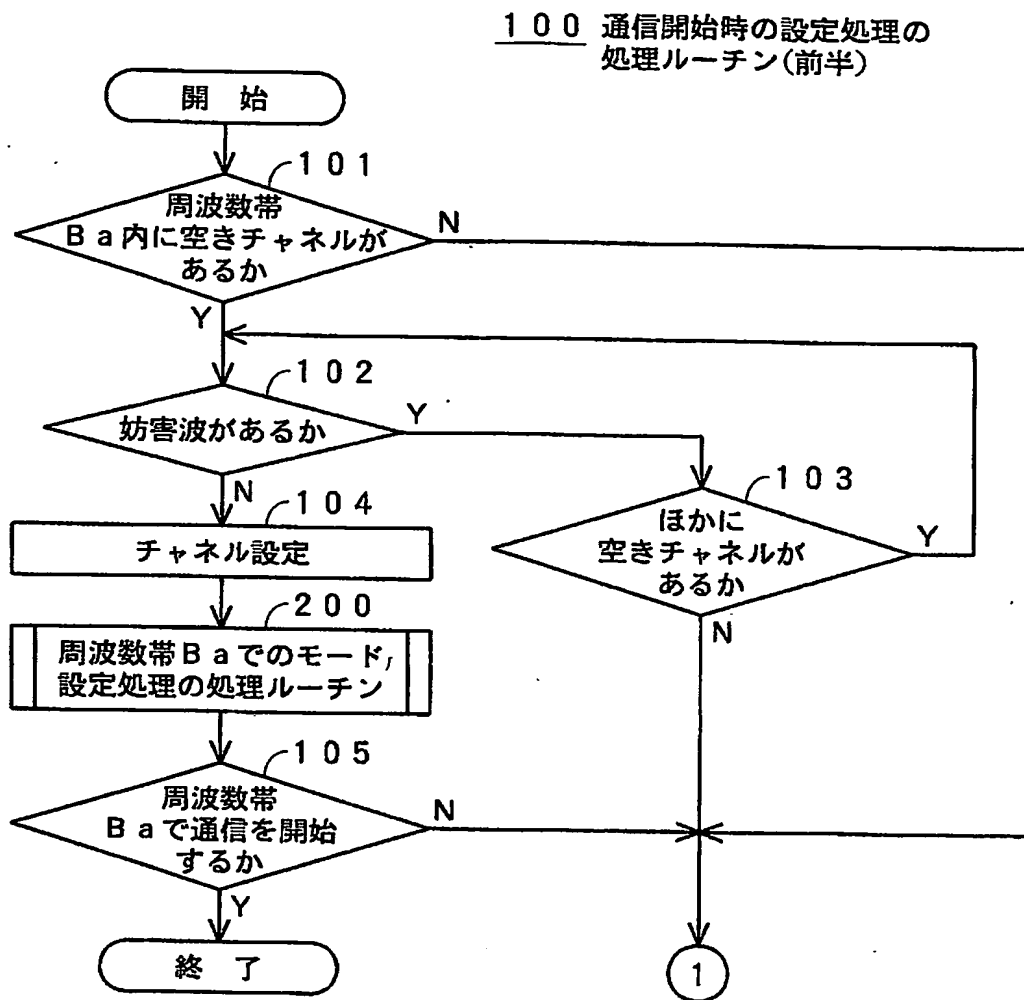 100 通信開始時の設定処理の
処理ルーチン(前半)
開 始
101
周波数帯
Ba内に空きチャネルが
あるか
N
Y
102
妨害波があるか
Y
N
103
ほかに
空きチャネルが
あるか
Y
N
104
チャネル設定
200
周波数帯Baでのモード
設定処理の処理ルーチン
105
周波数帯
Baで通信を開始
するか
N
Y
終 了
1